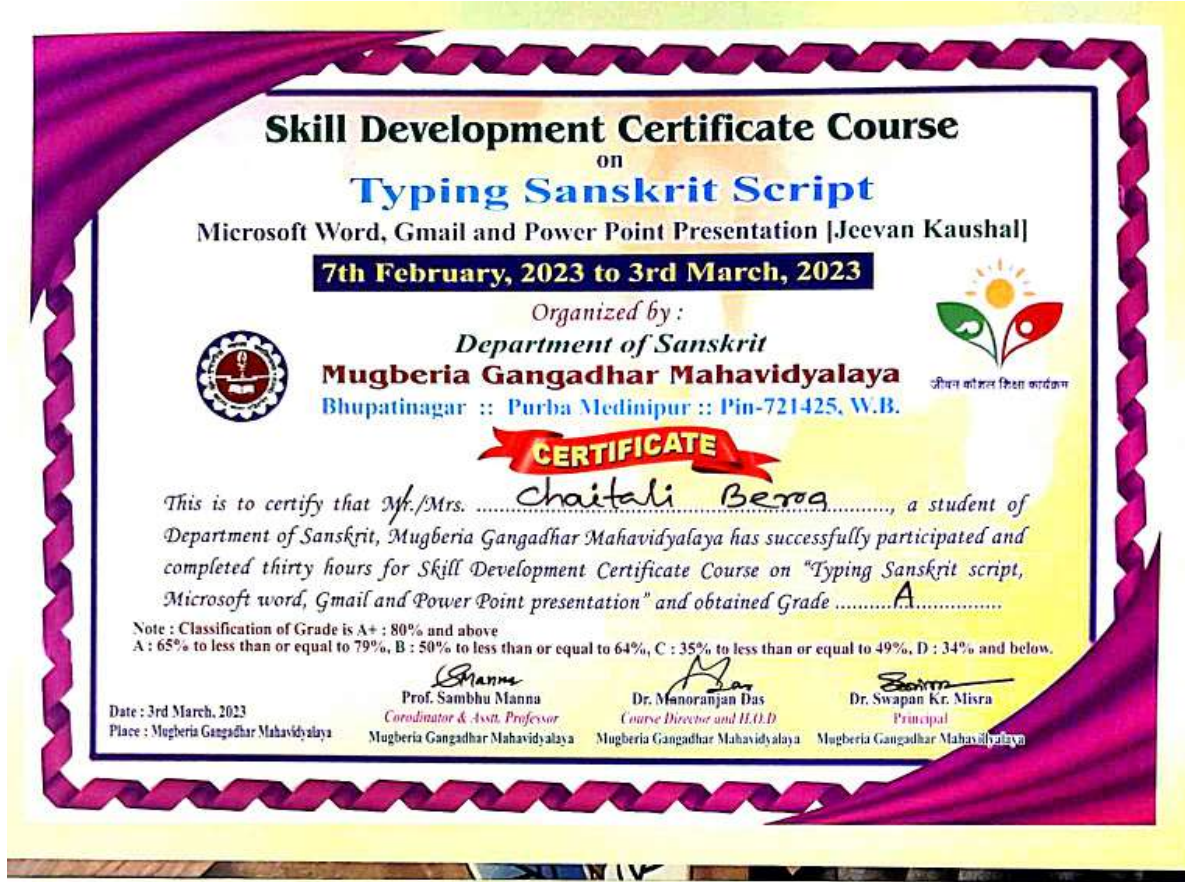 Skill Development Certificate Course
on
Typing Sanskrit Script
Microsoft Word, Gmail and Power Point Presentation [Jeevan Kaushal]
7th February, 2023 to 3rd March, 2023
Organized by :
Department of Sanskrit
Mugberia Gangadhar Mahavidyalaya
Bhupatinagar :: Purba Medinipur :: Pin-721425, W.B.
जीवन कौशल शिक्षा कार्यक्रम
CERTIFICATE
This is to certify that Mr./Mrs. .......Chaitali Bera.........., a student of
Department of Sanskrit, Mugberia Gangadhar Mahavidyalaya has successfully participated and
completed thirty hours for Skill Development Certificate Course on "Typing Sanskrit script,
Microsoft word, Gmail and Power Point presentation" and obtained Grade ..........A...............
Note : Classification of Grade is A+ : 80% and above
A : 65% to less than or equal to 79%, B : 50% to less than or equal to 64%, C : 35% to less than or equal to 49%, D : 34% and below.
Prof. Sambhu Manna
Corodinator & Asstt. Professor
Mugberia Gangadhar Mahavidyalaya
Dr. Manoranjan Das
Course Director and H.O.D
Mugberia Gangadhar Mahavidyalaya
Dr. Swapan Kr. Misra
Principal
Mugberia Gangadhar Mahavidyalaya
Date : 3rd March, 2023
Place : Mugberia Gangadhar Mahavidyalaya